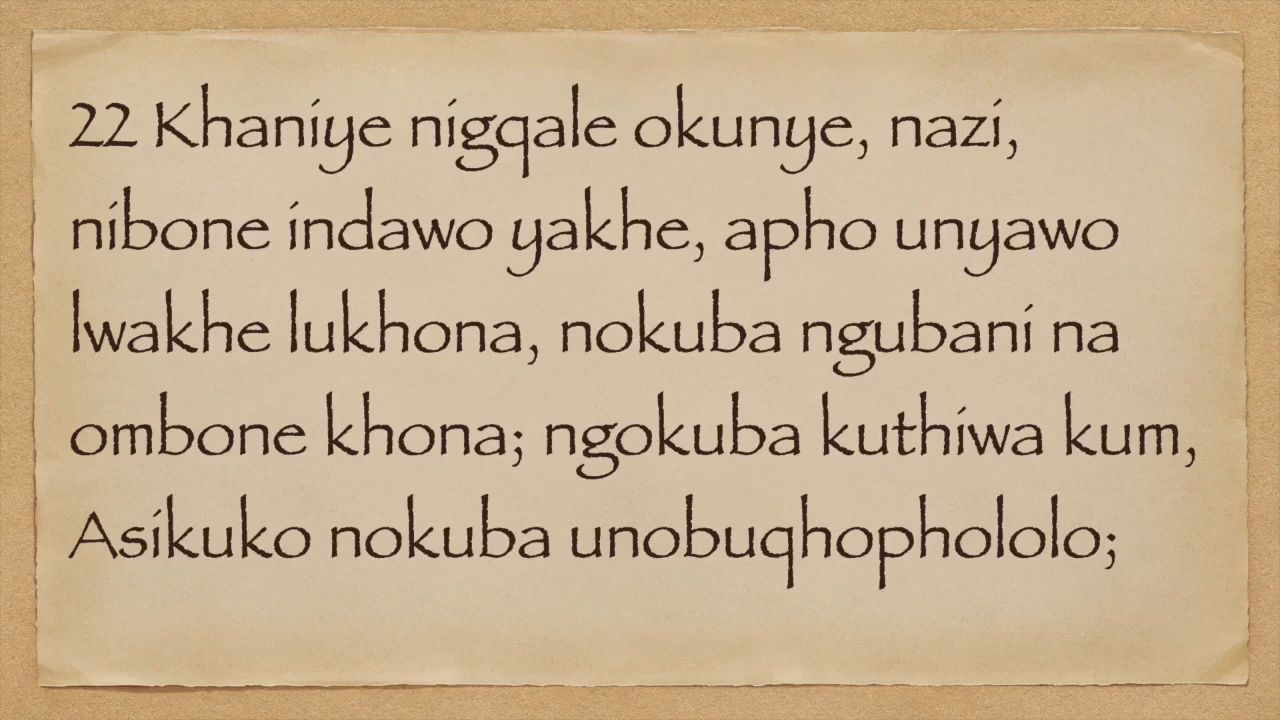 22 Khaniye nigqale okunye, nazi,
nibone indawo yakhe, apho unyawo
lwakhe lukhona, nokuba ngubani na
ombone khona; ngokuba kuthiwa kum,
Asikuko nokuba unobuqhophololo;